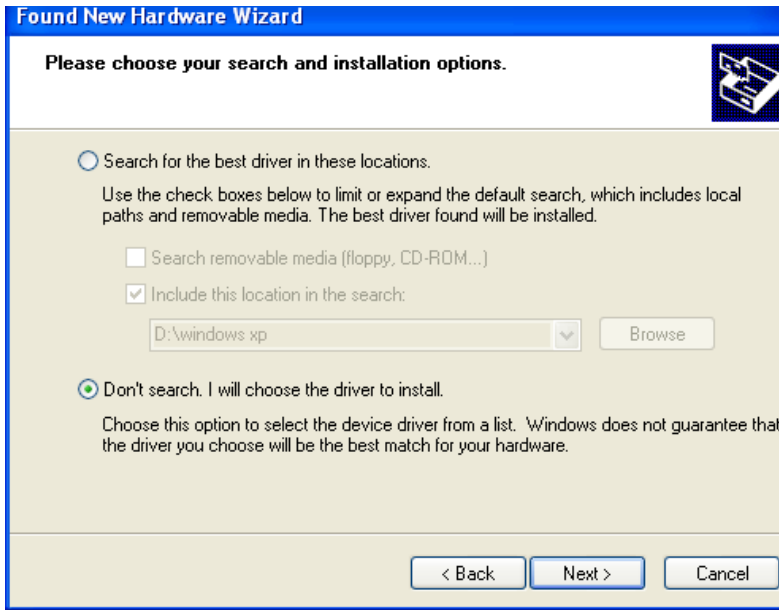 Found New Hardware Wizard
Please choose your search and installation options.
Search for the best driver in these locations.
Use the check boxes below to limit or expand the default search, which includes local
paths and removable media. The best driver found will be installed.
Search removable media (floppy, CD-ROM...)
Include this location in the search:
D:\windows xp
Browse
Don't search. I will choose the driver to install.
Choose this option to select the device driver from a list. Windows does not guarantee that
the driver you choose will be the best match for your hardware.
< Back
Next >
Cancel